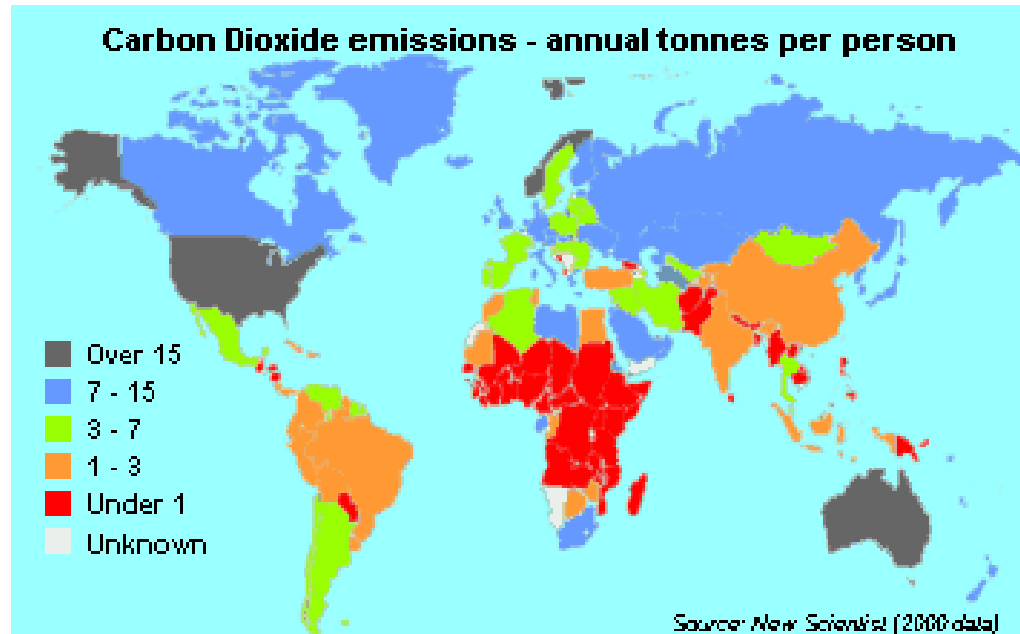 Carbon Dioxide emissions - annual tonnes per person
Over 15
7 - 15
3 - 7
1 - 3
Under 1
Unknown
Source: New Scientist (2000 data)